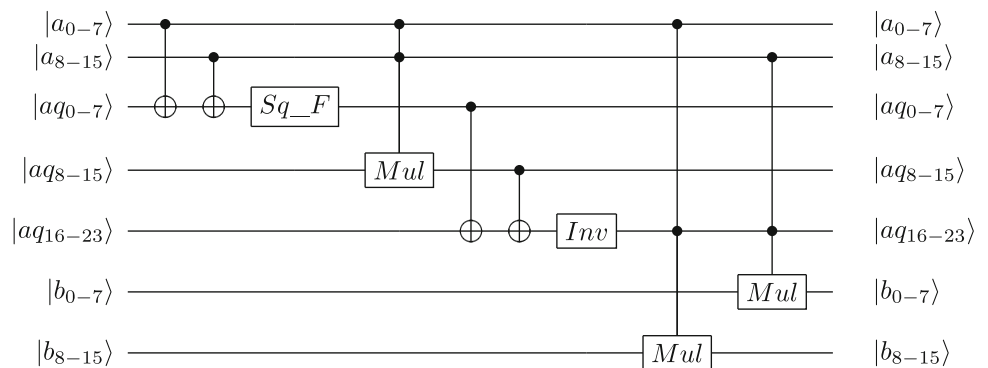 |a₀₋₇⟩ |a₀₋₇⟩
|a₈₋₁₅⟩ |a₈₋₁₅⟩
|aq₀₋₇⟩ Sq_F |aq₀₋₇⟩
|aq₈₋₁₅⟩ Mul |aq₈₋₁₅⟩
|aq₁₆₋₂₃⟩ Inv |aq₁₆₋₂₃⟩
|b₀₋₇⟩ Mul |b₀₋₇⟩
|b₈₋₁₅⟩ Mul |b₈₋₁₅⟩